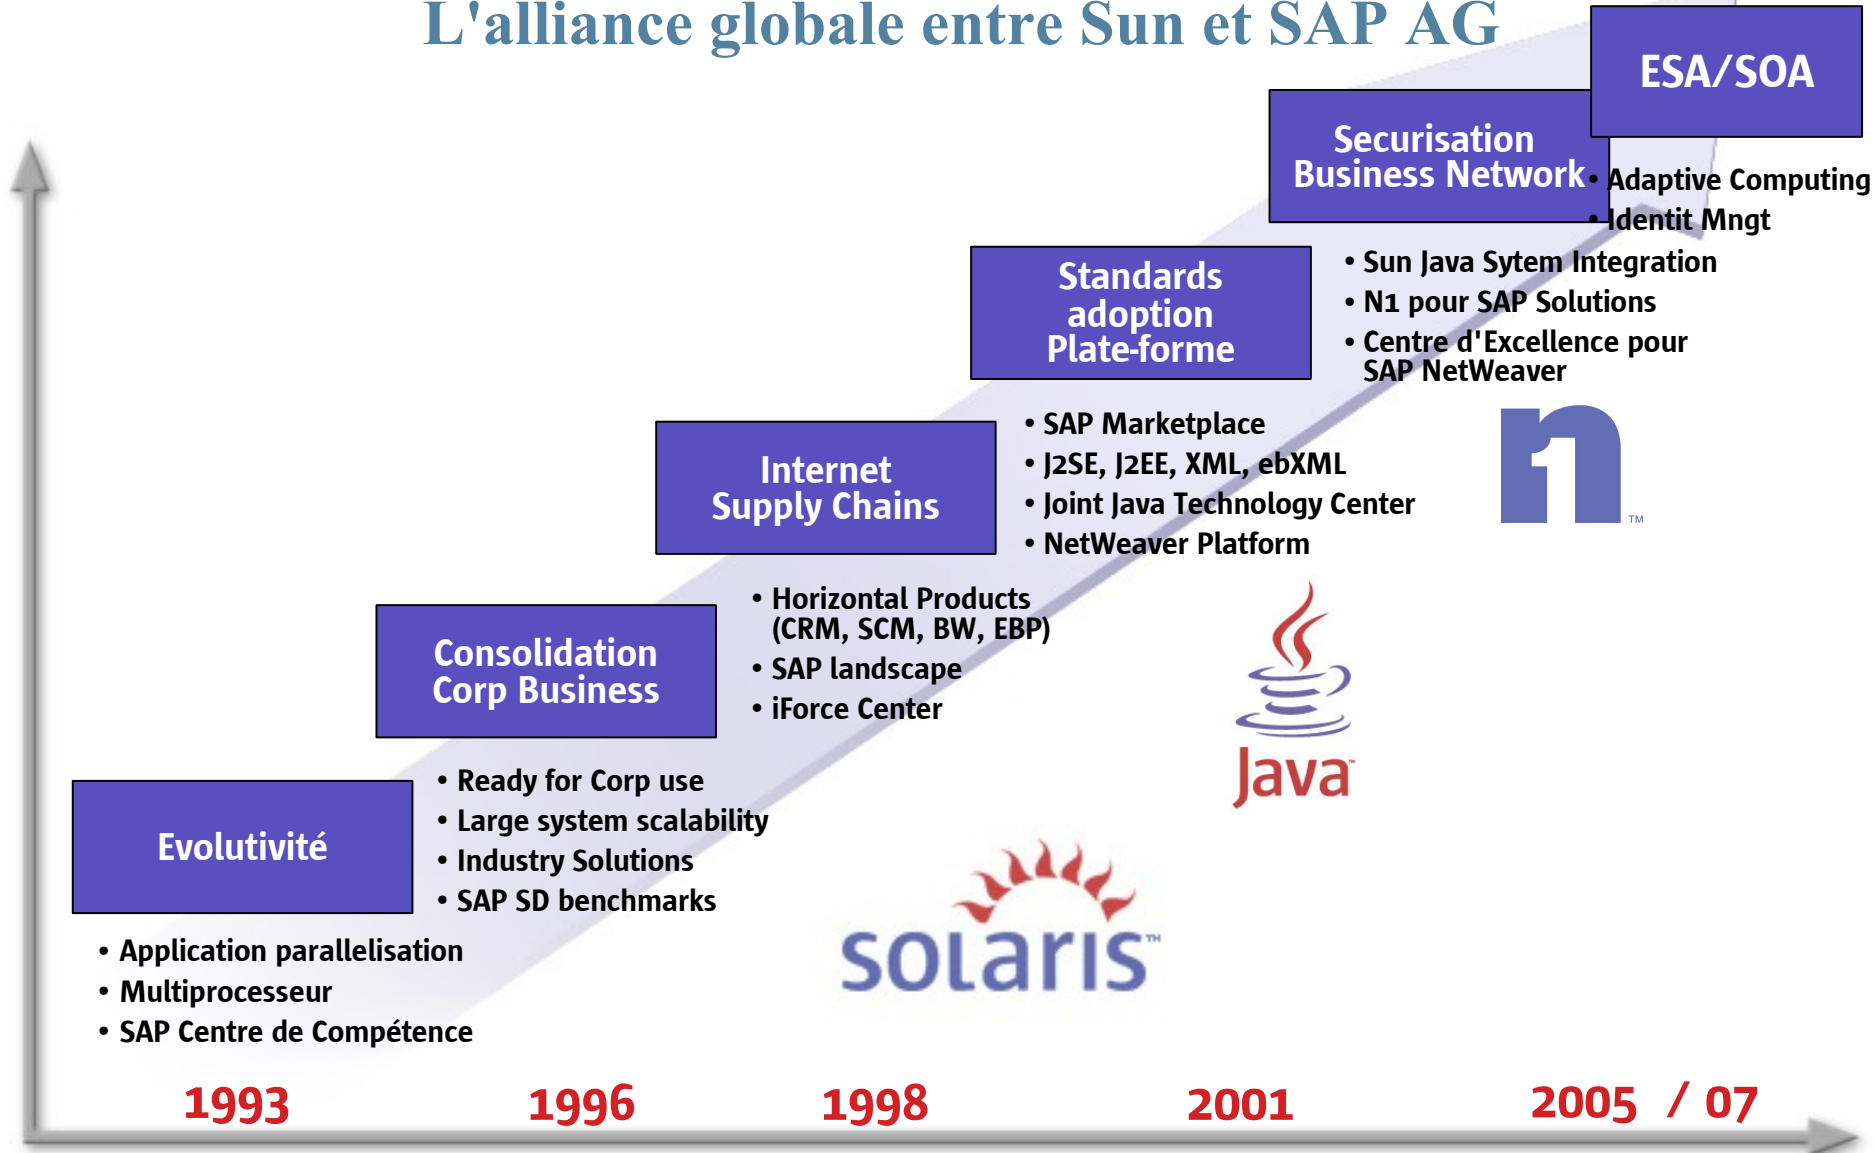 L'alliance globale entre Sun et SAP AG
ESA/SOA
• Adaptive Computing
• Identit Mngt
Securisation
Business Network
• Sun Java Sytem Integration
• N1 pour SAP Solutions
• Centre d'Excellence pour
SAP NetWeaver
n1™
Standards
adoption
Plate-forme
• SAP Marketplace
• J2SE, J2EE, XML, ebXML
• Joint Java Technology Center
• NetWeaver Platform
Internet
Supply Chains
• Horizontal Products
(CRM, SCM, BW, EBP)
• SAP landscape
• iForce Center
Java™
Consolidation
Corp Business
• Ready for Corp use
• Large system scalability
• Industry Solutions
• SAP SD benchmarks
solaris™
Evolutivité
• Application parallelisation
• Multiprocesseur
• SAP Centre de Compétence
1993 1996 1998 2001 2005 / 07